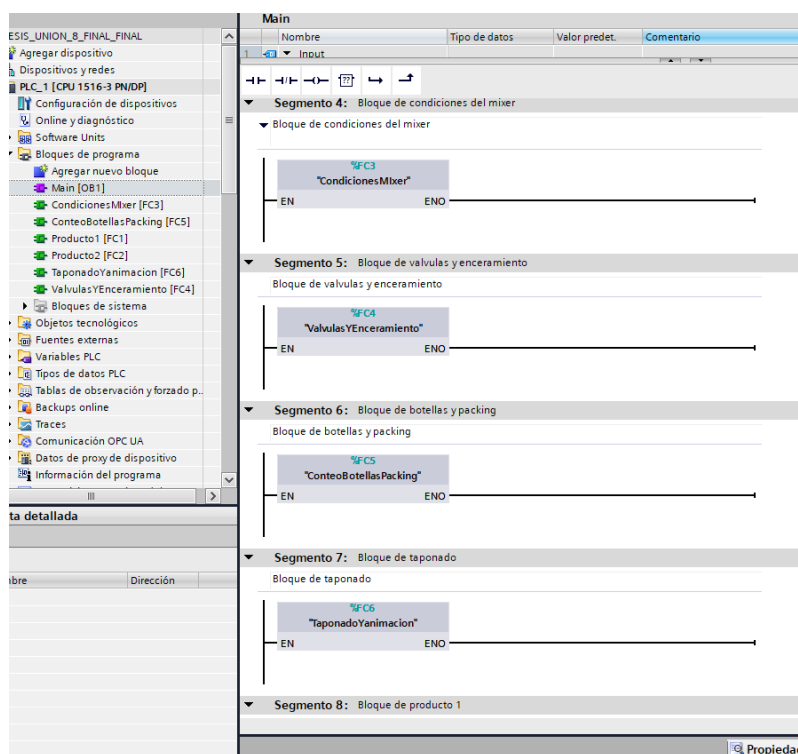 ESIS_UNION_8_FINAL_FINAL
Agregar dispositivo
Dispositivos y redes
PLC_1 [CPU 1516-3 PN/DP]
Configuración de dispositivos
Online y diagnóstico
Software Units
Bloques de programa
Agregar nuevo bloque
Main [OB1]
CondicionesMIxer [FC3]
ConteoBotellasPacking [FC5]
Producto1 [FC1]
Producto2 [FC2]
TaponadoYanimacion [FC6]
ValvulasYEnceramiento [FC4]
Bloques de sistema
Objetos tecnológicos
Fuentes externas
Variables PLC
Tipos de datos PLC
Tablas de observación y forzado p..
Backups online
Traces
Comunicación OPC UA
Datos de proxy de dispositivo
Información del programa
ta detallada
bre Dirección
Main
Nombre Tipo de datos Valor predet. Comentario
1 Input
??
Segmento 4: Bloque de condiciones del mixer
Bloque de condiciones del mixer
%FC3
"CondicionesMIxer"
EN ENO
Segmento 5: Bloque de valvulas y enceramiento
Bloque de valvulas y enceramiento
%FC4
"ValvulasYEnceramiento"
EN ENO
Segmento 6: Bloque de botellas y packing
Bloque de botellas y packing
%FC5
"ConteoBotellasPacking"
EN ENO
Segmento 7: Bloque de taponado
Bloque de taponado
%FC6
"TaponadoYanimacion"
EN ENO
Segmento 8: Bloque de producto 1
Propiedad